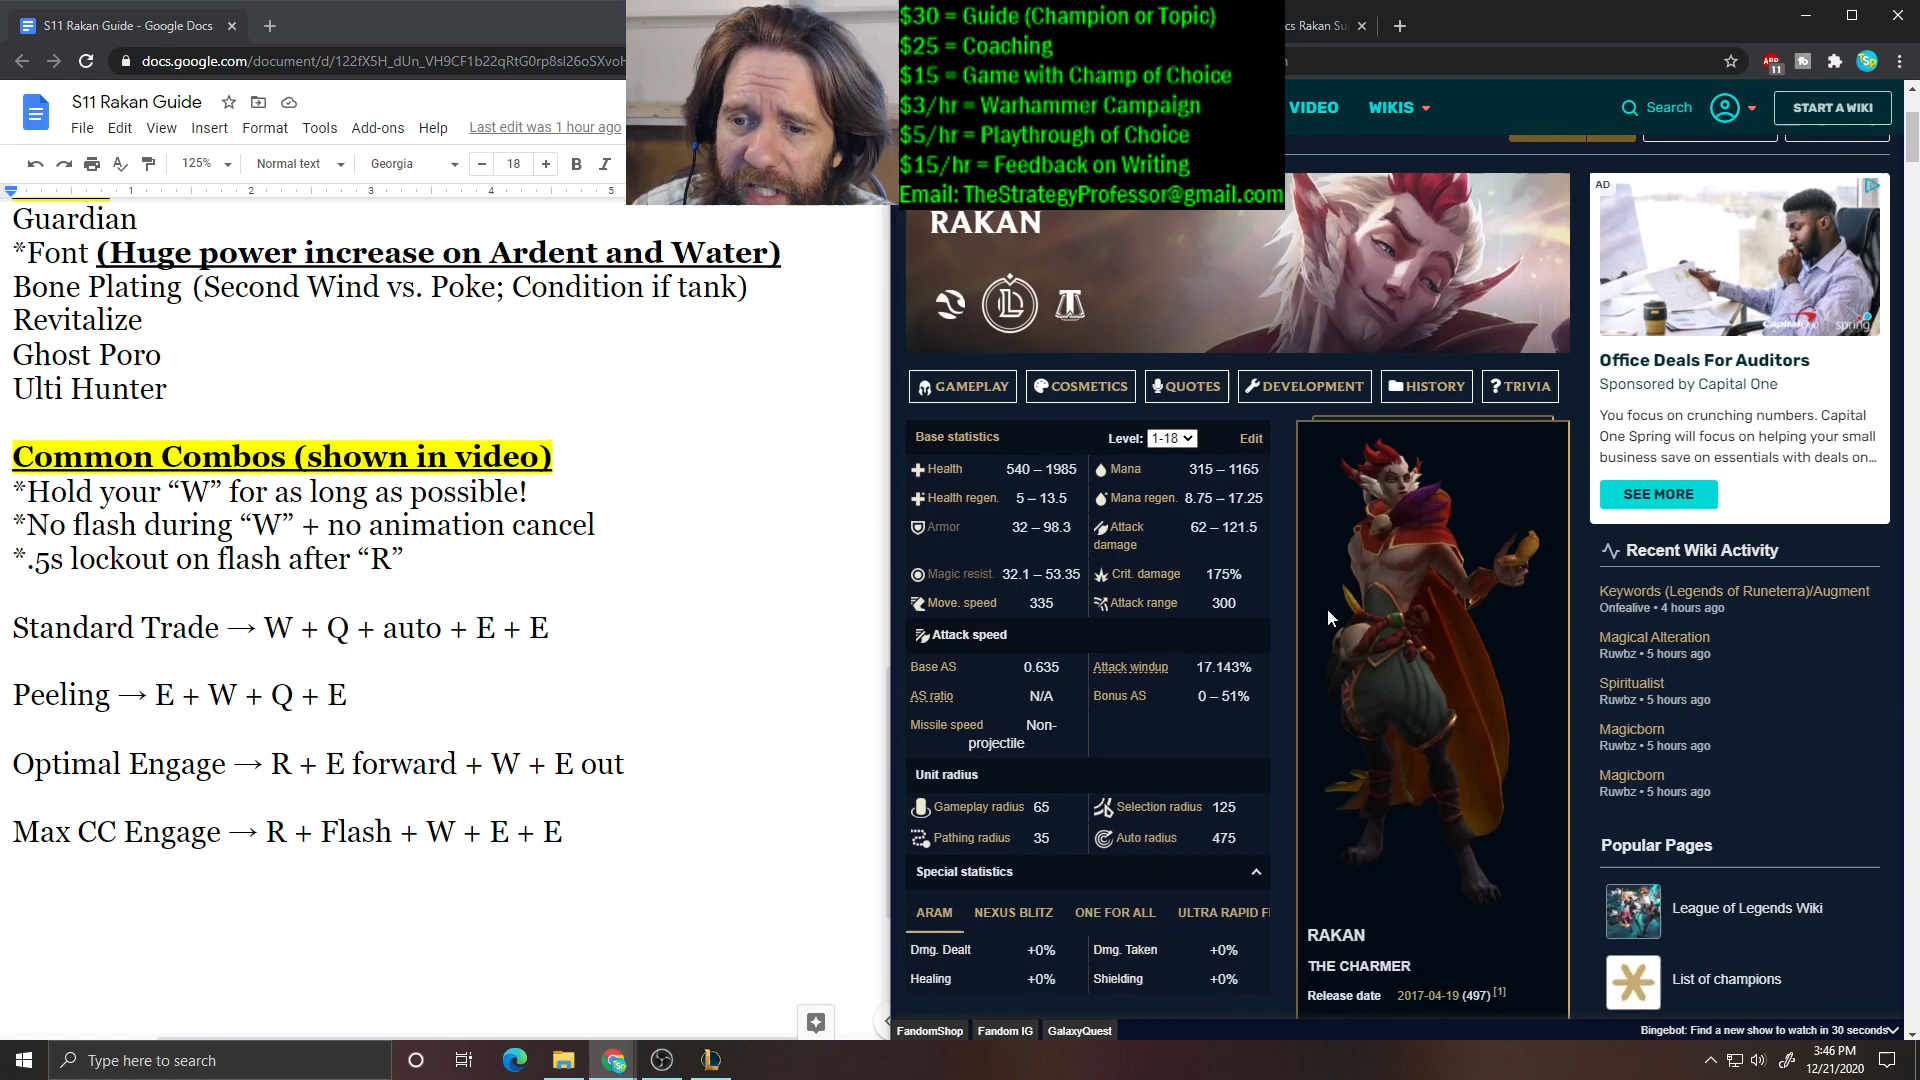 S11 Rakan Guide - Google Docs
cs Rakan Su
docs.google.com/document/d/122fX5H_dUn_VH9CF1b22qRtG0rp8sl26oSXvoH
S11 Rakan Guide
File Edit View Insert Format Tools Add-ons Help Last edit was 1 hour ago
125% Normal text Georgia 18 B I
1 2 3 4 5
Guardian
*Font (Huge power increase on Ardent and Water)
Bone Plating (Second Wind vs. Poke; Condition if tank)
Revitalize
Ghost Poro
Ulti Hunter
Common Combos (shown in video)
*Hold your “W” for as long as possible!
*No flash during “W” + no animation cancel
*.5s lockout on flash after “R”
Standard Trade → W + Q + auto + E + E
Peeling → E + W + Q + E
Optimal Engage → R + E forward + W + E out
Max CC Engage → R + Flash + W + E + E
$30 = Guide (Champion or Topic)
$25 = Coaching
$15 = Game with Champ of Choice
$3/hr = Warhammer Campaign
$5/hr = Playthrough of Choice
$15/hr = Feedback on Writing
Email: TheStrategyProfessor@gmail.com
ABP
11
tb
VIDEO WIKIS Search START A WIKI
RAKAN
GAMEPLAY COSMETICS QUOTES DEVELOPMENT HISTORY ? TRIVIA
Base statistics Level: 1-18 Edit
Health 540 – 1985 Mana 315 – 1165
Health regen. 5 – 13.5 Mana regen. 8.75 – 17.25
Armor 32 – 98.3 Attack damage 62 – 121.5
Magic resist. 32.1 – 53.35 Crit. damage 175%
Move. speed 335 Attack range 300
Attack speed
Base AS 0.635 Attack windup 17.143%
AS ratio N/A Bonus AS 0 – 51%
Missile speed Non-projectile
Unit radius
Gameplay radius 65 Selection radius 125
Pathing radius 35 Auto radius 475
Special statistics
ARAM NEXUS BLITZ ONE FOR ALL ULTRA RAPID F
Dmg. Dealt +0% Dmg. Taken +0%
Healing +0% Shielding +0%
RAKAN
THE CHARMER
Release date 2017-04-19 (497) [1]
AD
Capital One spring
Office Deals For Auditors
Sponsored by Capital One
You focus on crunching numbers. Capital
One Spring will focus on helping your small
business save on essentials with deals on...
SEE MORE
Recent Wiki Activity
Keywords (Legends of Runeterra)/Augment
Onfealive • 4 hours ago
Magical Alteration
Ruwbz • 5 hours ago
Spiritualist
Ruwbz • 5 hours ago
Magicborn
Ruwbz • 5 hours ago
Magicborn
Ruwbz • 5 hours ago
Popular Pages
League of Legends Wiki
List of champions
FandomShop Fandom IG GalaxyQuest
Bingebot: Find a new show to watch in 30 seconds
Type here to search
3:46 PM
12/21/2020